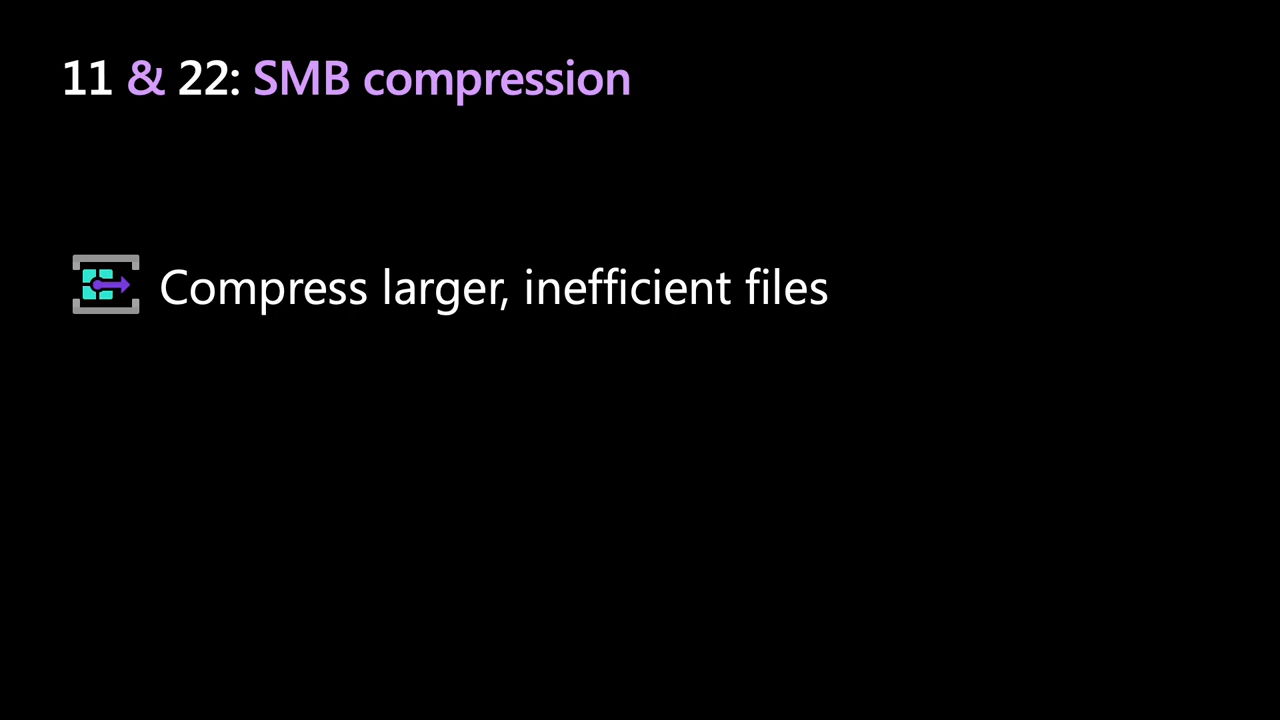 11 & 22: SMB compression
Compress larger, inefficient files